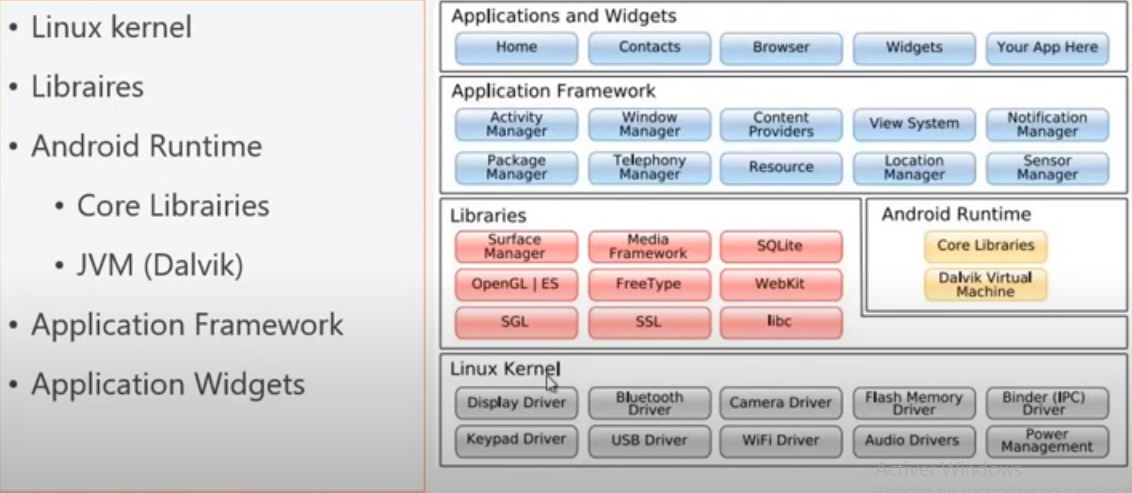 • Linux kernel
• Libraires
• Android Runtime
• Core Librairies
• JVM (Dalvik)
• Application Framework
• Application Widgets
Applications and Widgets
Home Contacts Browser Widgets Your App Here
Application Framework
Activity Manager Window Manager Content Providers View System Notification Manager
Package Manager Telephony Manager Resource Location Manager Sensor Manager
Libraries
Surface Manager Media Framework SQLite
OpenGL | ES FreeType WebKit
SGL SSL libc
Android Runtime
Core Libraries
Dalvik Virtual Machine
Linux Kernel
Display Driver Bluetooth Driver Camera Driver Flash Memory Driver Binder (IPC) Driver
Keypad Driver USB Driver WiFi Driver Audio Drivers Power Management
Activer Windows